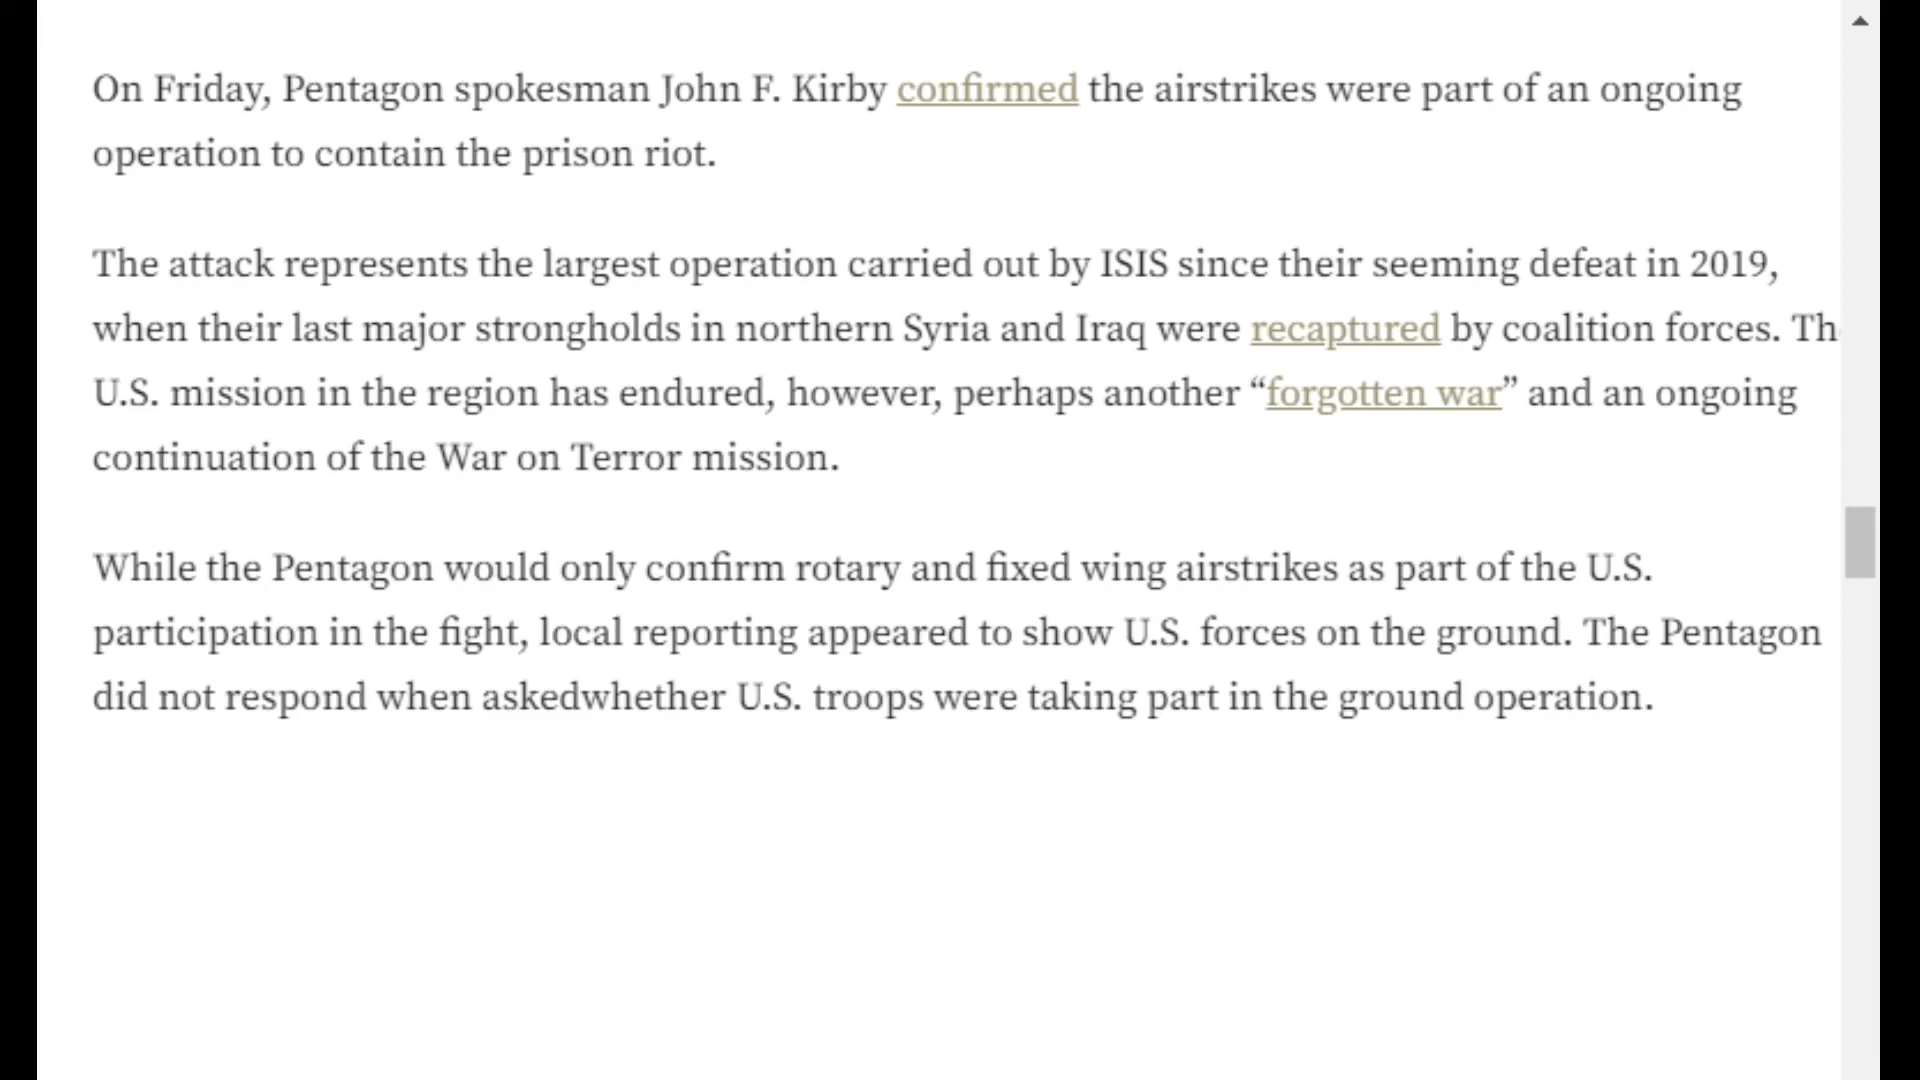 On Friday, Pentagon spokesman John F. Kirby confirmed the airstrikes were part of an ongoing
operation to contain the prison riot.
The attack represents the largest operation carried out by ISIS since their seeming defeat in 2019,
when their last major strongholds in northern Syria and Iraq were recaptured by coalition forces. Th
U.S. mission in the region has endured, however, perhaps another “forgotten war” and an ongoing
continuation of the War on Terror mission.
While the Pentagon would only confirm rotary and fixed wing airstrikes as part of the U.S.
participation in the fight, local reporting appeared to show U.S. forces on the ground. The Pentagon
did not respond when askedwhether U.S. troops were taking part in the ground operation.